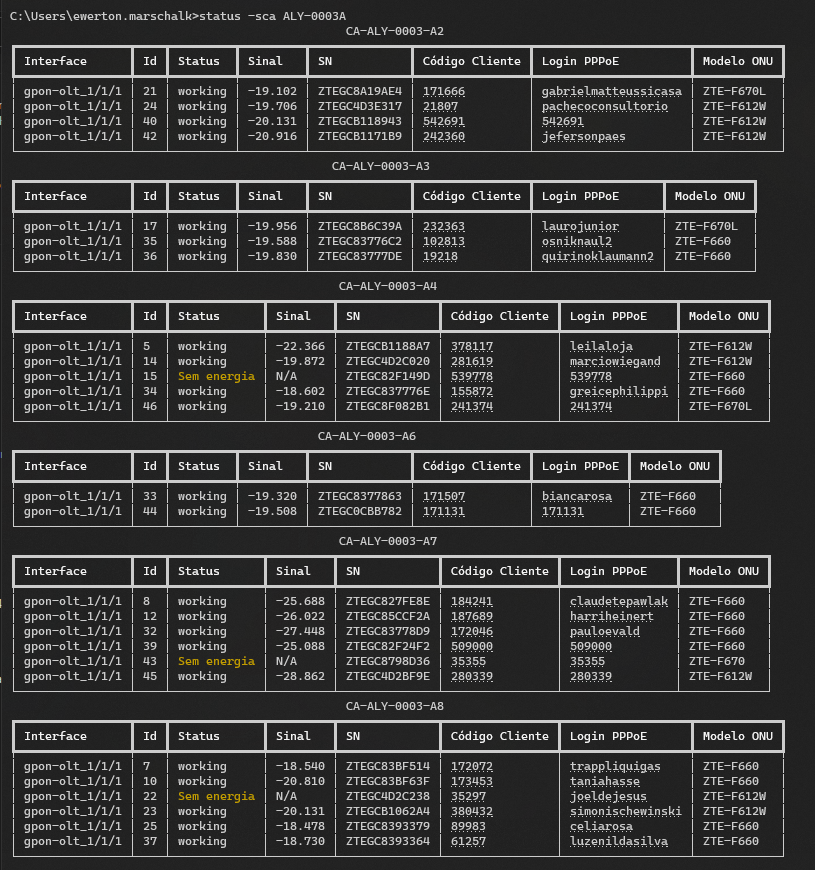 C:\Users\ewerton.marschalk>status -sca ALY-0003A
CA-ALY-0003-A2
Interface Id Status Sinal SN Código Cliente Login PPPoE Modelo ONU
gpon-olt_1/1/1 21 working -19.102 ZTEGC8A19AE4 171666 gabrielmatteussicasa ZTE-F670L
gpon-olt_1/1/1 24 working -19.706 ZTEGC4D3E317 21807 pachecoconsultorio ZTE-F612W
gpon-olt_1/1/1 40 working -20.131 ZTEGCB118943 542691 542691 ZTE-F612W
gpon-olt_1/1/1 42 working -20.916 ZTEGCB1171B9 242360 jefersonpaes ZTE-F612W
CA-ALY-0003-A3
Interface Id Status Sinal SN Código Cliente Login PPPoE Modelo ONU
gpon-olt_1/1/1 17 working -19.956 ZTEGC8B6C39A 232363 laurojunior ZTE-F670L
gpon-olt_1/1/1 35 working -19.588 ZTEGC83776C2 102813 osniknaul2 ZTE-F660
gpon-olt_1/1/1 36 working -19.830 ZTEGC83777DE 19218 quirinoklaumann2 ZTE-F660
CA-ALY-0003-A4
Interface Id Status Sinal SN Código Cliente Login PPPoE Modelo ONU
gpon-olt_1/1/1 5 working -22.366 ZTEGCB1188A7 378117 leilaloja ZTE-F612W
gpon-olt_1/1/1 14 working -19.872 ZTEGC4D2C020 281619 marciowiegand ZTE-F612W
gpon-olt_1/1/1 15 Sem energia N/A ZTEGC82F149D 539778 539778 ZTE-F660
gpon-olt_1/1/1 34 working -18.602 ZTEGC837776E 155872 greicephilippi ZTE-F660
gpon-olt_1/1/1 46 working -19.210 ZTEGC8F082B1 241374 241374 ZTE-F670L
CA-ALY-0003-A6
Interface Id Status Sinal SN Código Cliente Login PPPoE Modelo ONU
gpon-olt_1/1/1 33 working -19.320 ZTEGC8377863 171507 biancarosa ZTE-F660
gpon-olt_1/1/1 44 working -19.508 ZTEGC0CBB782 171131 171131 ZTE-F660
CA-ALY-0003-A7
Interface Id Status Sinal SN Código Cliente Login PPPoE Modelo ONU
gpon-olt_1/1/1 8 working -25.688 ZTEGC827FE8E 184241 claudetepawlak ZTE-F660
gpon-olt_1/1/1 12 working -26.022 ZTEGC85CCF2A 187689 harriheinert ZTE-F660
gpon-olt_1/1/1 32 working -27.448 ZTEGC83778D9 172046 pauloevald ZTE-F660
gpon-olt_1/1/1 39 working -25.088 ZTEGC82F24F2 509000 509000 ZTE-F660
gpon-olt_1/1/1 43 Sem energia N/A ZTEGC8798D36 35355 35355 ZTE-F670
gpon-olt_1/1/1 45 working -28.862 ZTEGC4D2BF9E 280339 280339 ZTE-F612W
CA-ALY-0003-A8
Interface Id Status Sinal SN Código Cliente Login PPPoE Modelo ONU
gpon-olt_1/1/1 7 working -18.540 ZTEGC83BF514 172072 trappliquigas ZTE-F660
gpon-olt_1/1/1 10 working -20.810 ZTEGC83BF63F 173453 taniahasse ZTE-F660
gpon-olt_1/1/1 22 Sem energia N/A ZTEGC4D2C238 35297 joeldejesus ZTE-F612W
gpon-olt_1/1/1 23 working -20.131 ZTEGCB1062A4 380432 simonischewinski ZTE-F612W
gpon-olt_1/1/1 25 working -18.478 ZTEGC8393379 89983 celiarosa ZTE-F660
gpon-olt_1/1/1 37 working -18.730 ZTEGC8393364 61257 luzenildasilva ZTE-F660